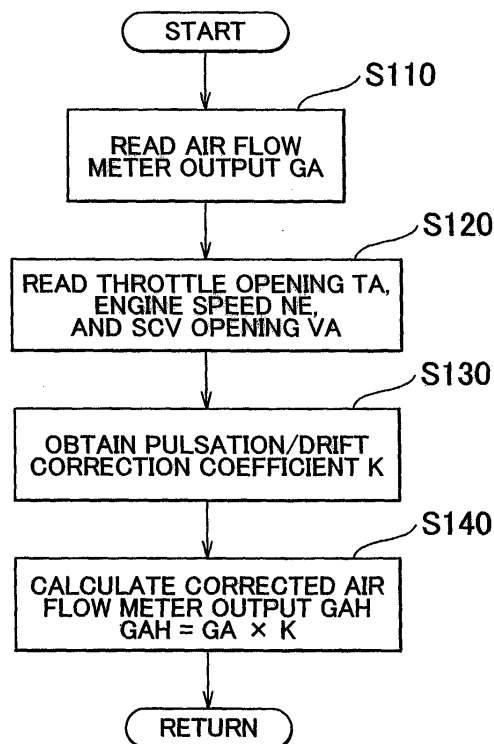 START
S110
READ AIR FLOW
METER OUTPUT GA
S120
READ THROTTLE OPENING TA,
ENGINE SPEED NE,
AND SCV OPENING VA
S130
OBTAIN PULSATION/DRIFT
CORRECTION COEFFICIENT K
S140
CALCULATE CORRECTED AIR
FLOW METER OUTPUT GAH
GAH = GA × K
RETURN